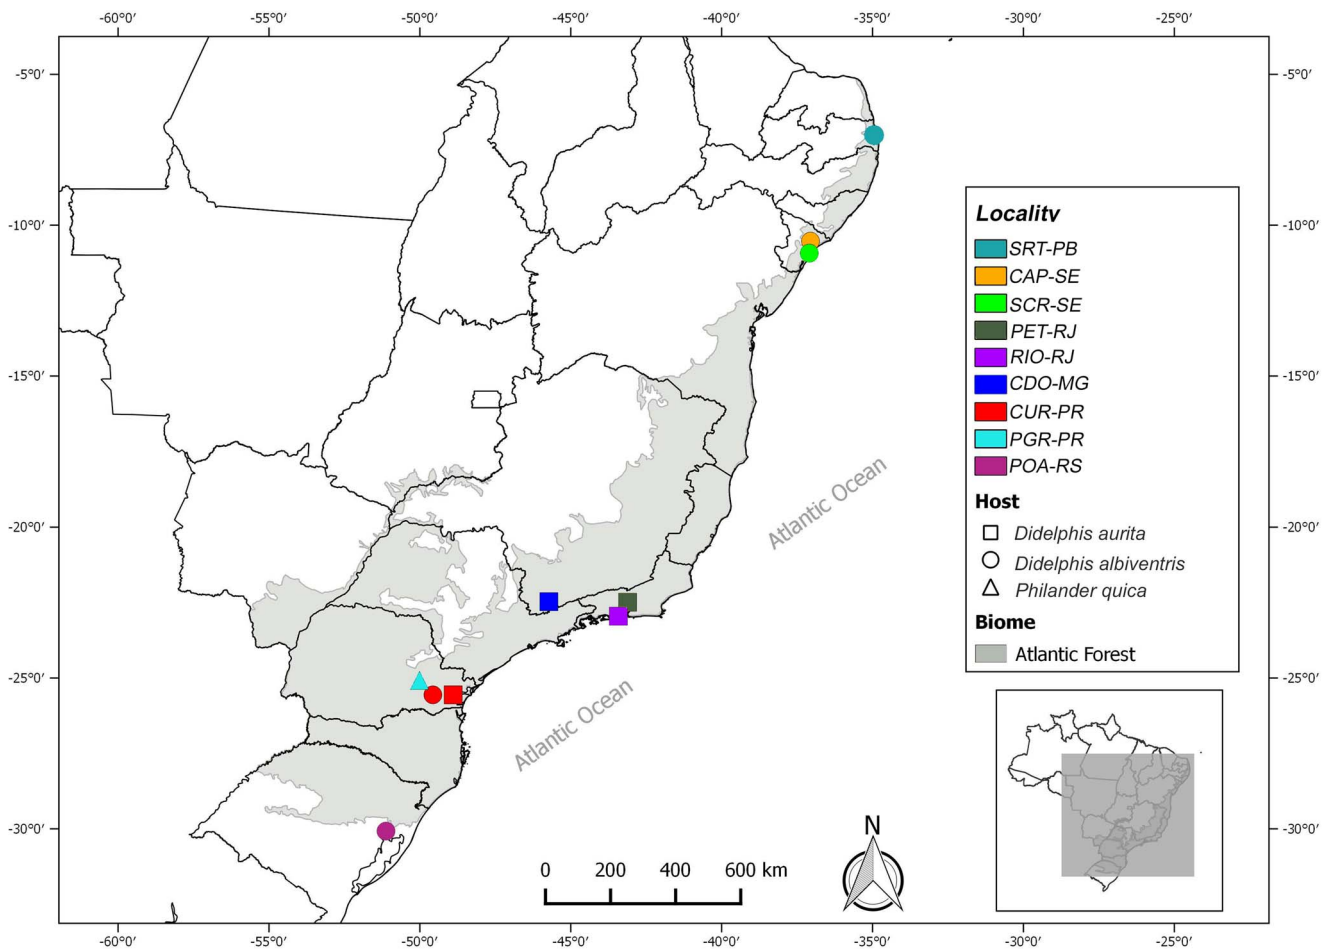 -60°0′ -55°0′ -50°0′ -45°0′ -40°0′ -35°0′ -30°0′ -25°0′
-5°0′ -5°0′
-10°0′ -10°0′
-15°0′ -15°0′
-20°0′ -20°0′
-25°0′ -25°0′
-30°0′ -30°0′
Atlantic Ocean
Atlantic Ocean
Locality
SRT-PB
CAP-SE
SCR-SE
PET-RJ
RIO-RJ
CDO-MG
CUR-PR
PGR-PR
POA-RS
Host
Didelphis aurita
Didelphis albiventris
Philander quica
Biome
Atlantic Forest
N
0 200 400 600 km
-60°0′ -55°0′ -50°0′ -45°0′ -40°0′ -35°0′ -30°0′ -25°0′